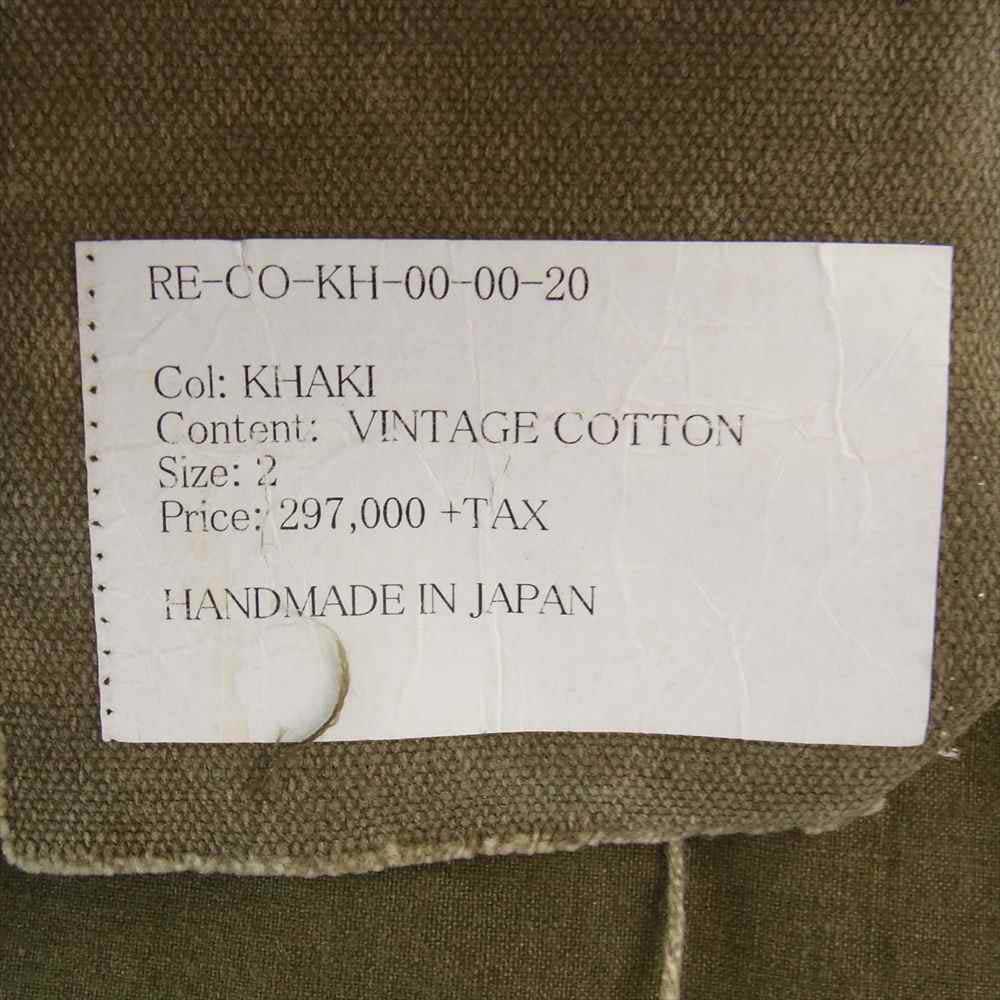 RE-CO-KH-00-00-20
Col: KHAKI
Content: VINTAGE COTTON
Size: 2
Price: 297,000 +TAX
HANDMADE IN JAPAN